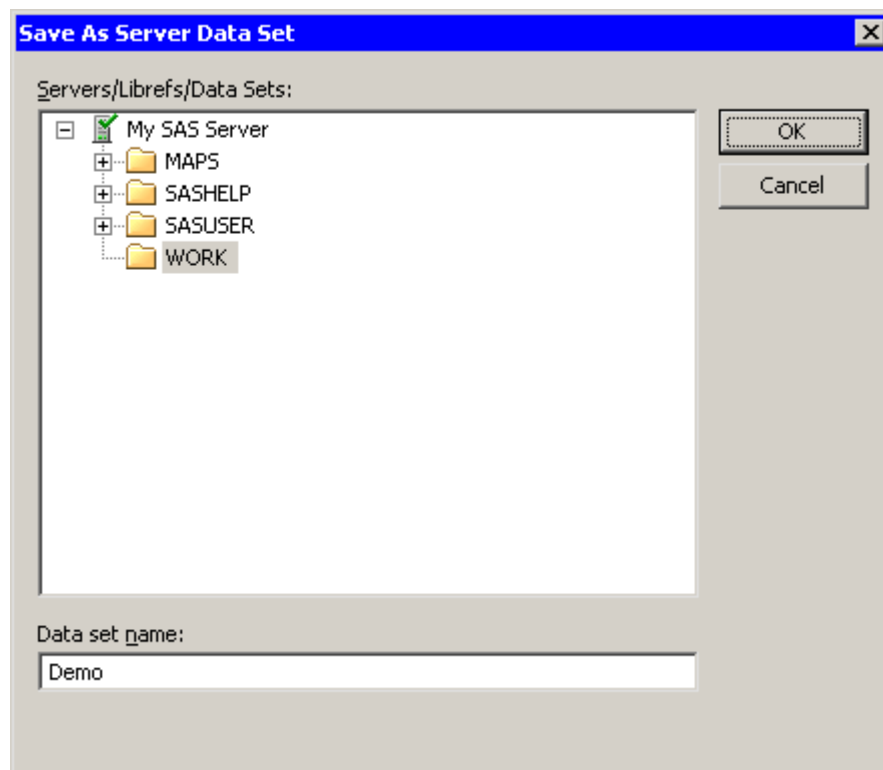 Save As Server Data Set
Servers/Librefs/Data Sets:
My SAS Server
MAPS
SASHELP
SASUSER
WORK
OK
Cancel
Data set name:
Demo